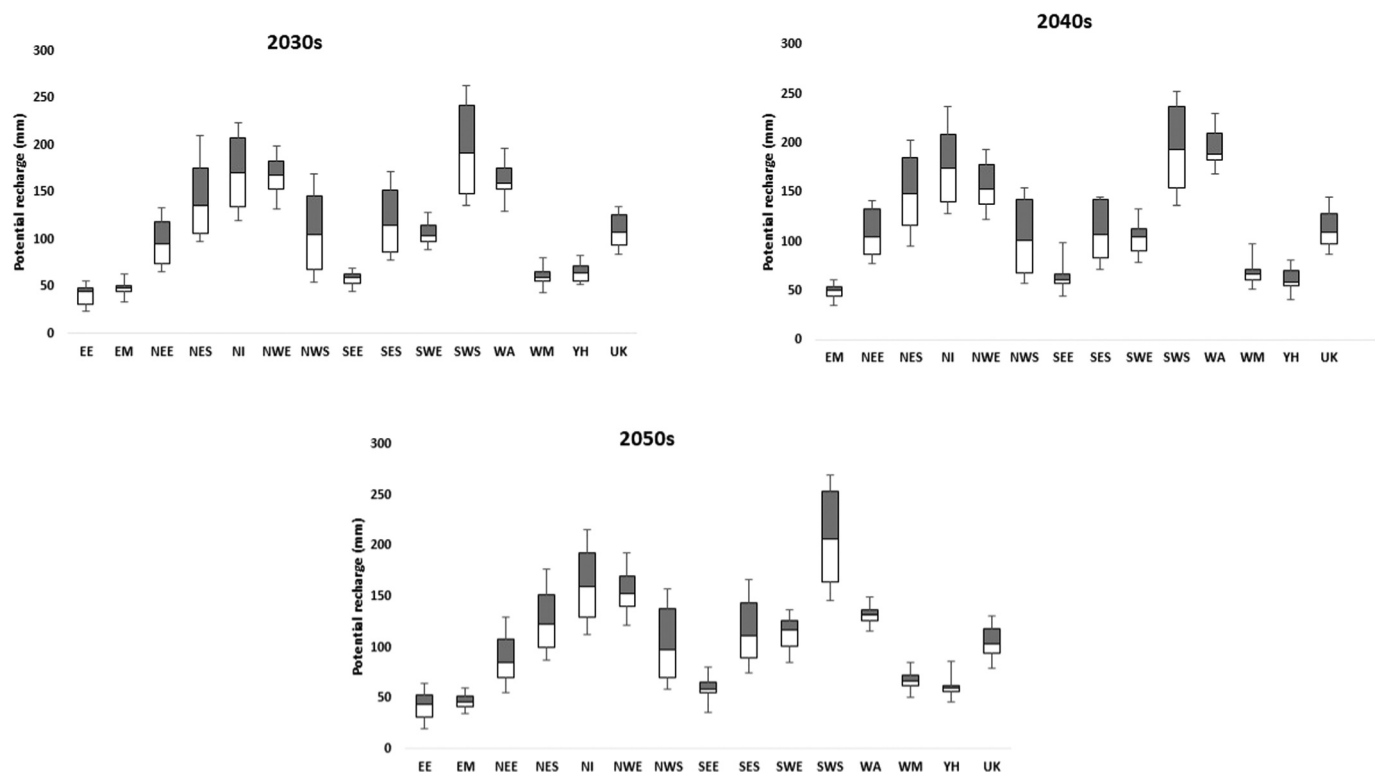 2030s
Potential recharge (mm)
300
250
200
150
100
50
0
EE EM NEE NES NI NWE NWS SEE SES SWE SWS WA WM YH UK
2040s
Potential recharge (mm)
300
250
200
150
100
50
0
EM NEE NES NI NWE NWS SEE SES SWE SWS WA WM YH UK
2050s
Potential recharge (mm)
300
250
200
150
100
50
0
EE EM NEE NES NI NWE NWS SEE SES SWE SWS WA WM YH UK